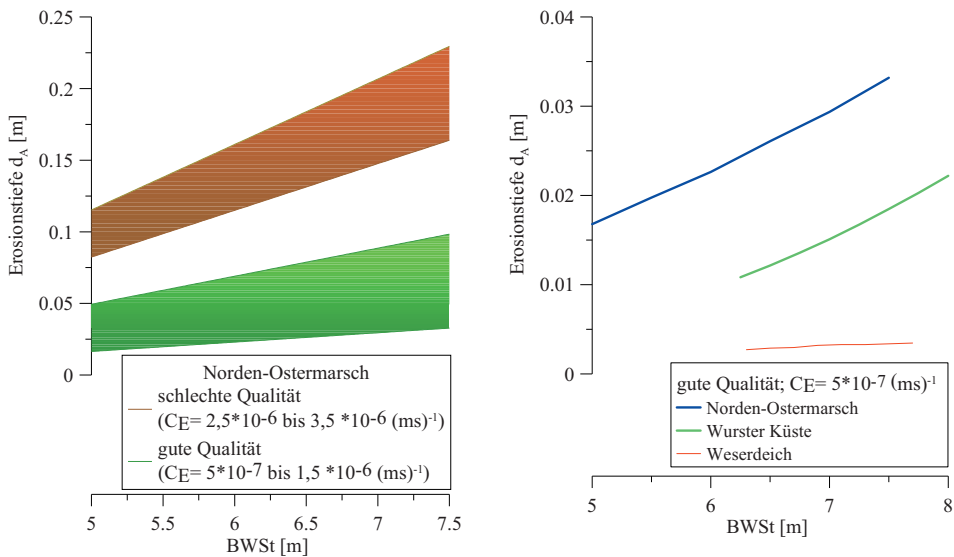 0.25
0.2
0.15
0.1
0.05
0
Erosionstiefe d_A [m]
Norden-Ostermarsch
schlechte Qualität
(CE= 2,5*10-6 bis 3,5 *10-6 (ms)-1)
gute Qualität
(CE= 5*10-7 bis 1,5 *10-6 (ms)-1)
5 5.5 6 6.5 7 7.5
BWSt [m]
0.04
0.03
0.02
0.01
0
Erosionstiefe d_A [m]
gute Qualität; CE= 5*10-7 (ms)-1
Norden-Ostermarsch
Wurster Küste
Weserdeich
5 6 7 8
BWSt [m]